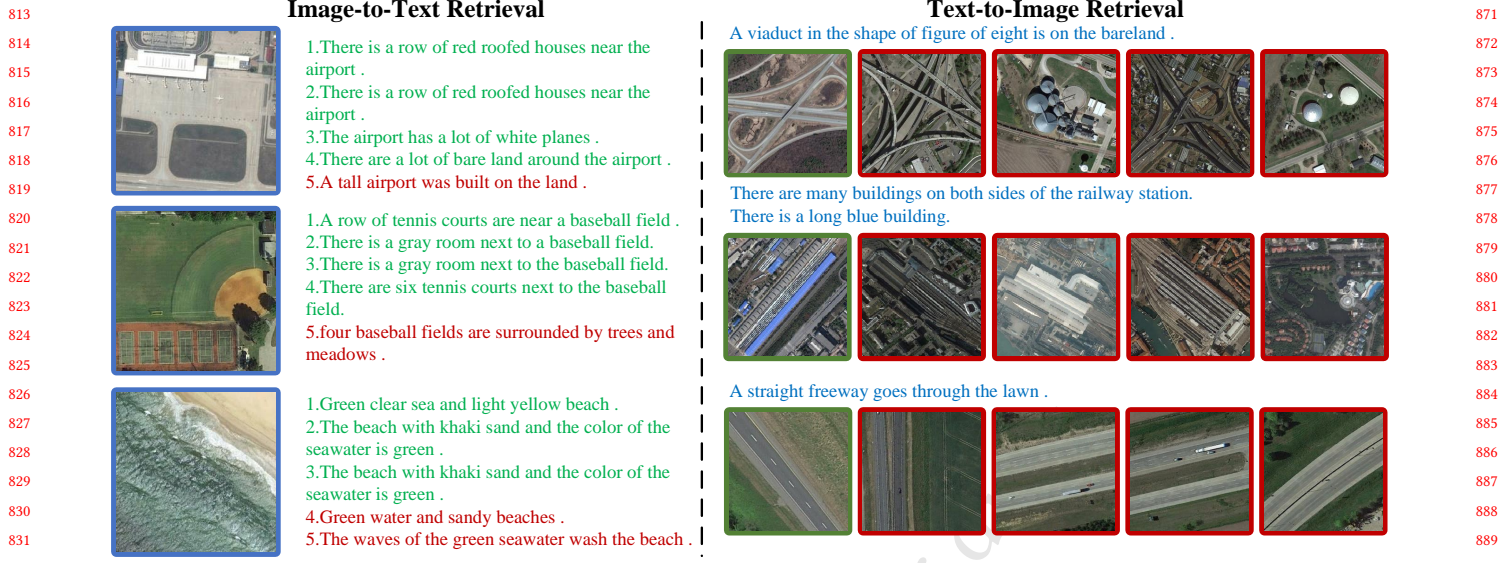 Image-to-Text Retrieval
1.There is a row of red roofed houses near the
airport .
2.There is a row of red roofed houses near the
airport .
3.The airport has a lot of white planes .
4.There are a lot of bare land around the airport .
5.A tall airport was built on the land .
1.A row of tennis courts are near a baseball field .
2.There is a gray room next to a baseball field.
3.There is a gray room next to the baseball field.
4.There are six tennis courts next to the baseball
field.
5.four baseball fields are surrounded by trees and
meadows .
1.Green clear sea and light yellow beach .
2.The beach with khaki sand and the color of the
seawater is green .
3.The beach with khaki sand and the color of the
seawater is green .
4.Green water and sandy beaches .
5.The waves of the green seawater wash the beach .
Text-to-Image Retrieval
A viaduct in the shape of figure of eight is on the bareland .
There are many buildings on both sides of the railway station.
There is a long blue building.
A straight freeway goes through the lawn .
813
814
815
816
817
818
819
820
821
822
823
824
825
826
827
828
829
830
831
871
872
873
874
875
876
877
878
879
880
881
882
883
884
885
886
887
888
889